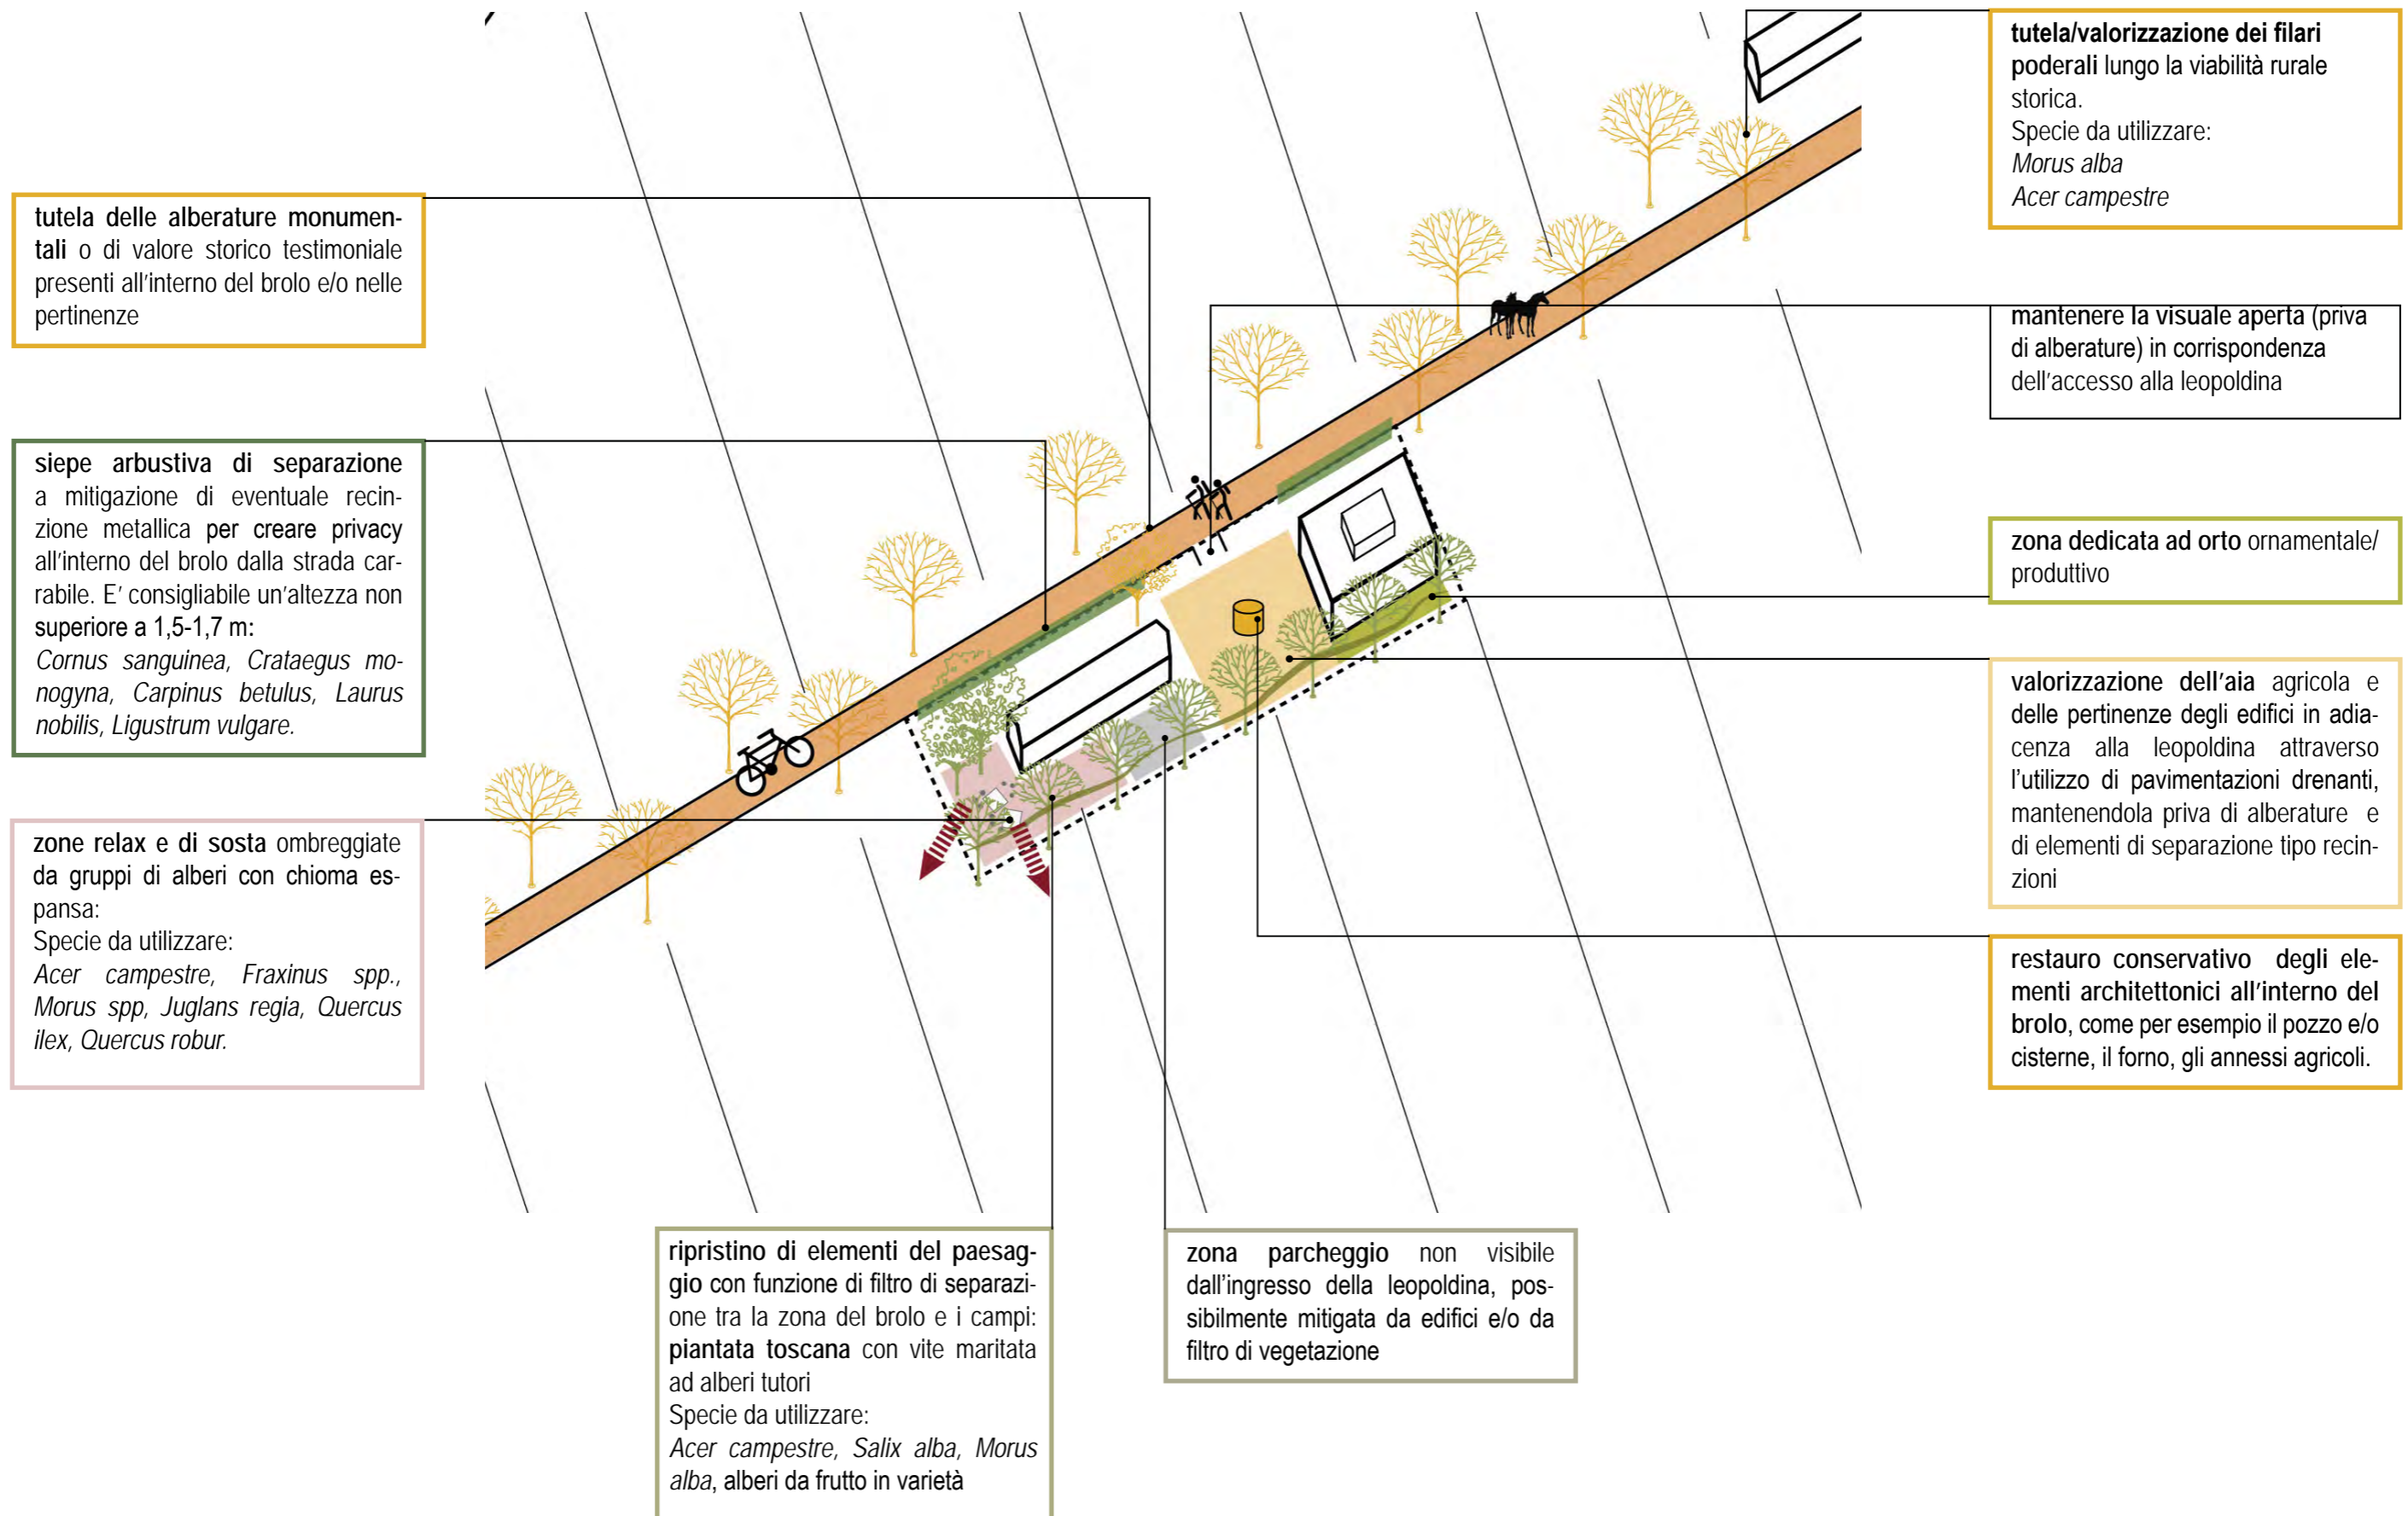 tutela delle alberature monumen-
tali o di valore storico testimoniale
presenti all'interno del brolo e/o nelle
pertinenze
siepe arbustiva di separazione
a mitigazione di eventuale recin-
zione metallica per creare privacy
all'interno del brolo dalla strada car-
rabile. E' consigliabile un'altezza non
superiore a 1,5-1,7 m:
Cornus sanguinea, Crataegus mo-
nogyna, Carpinus betulus, Laurus
nobilis, Ligustrum vulgare.
zone relax e di sosta ombreggiate
da gruppi di alberi con chioma es-
pansa:
Specie da utilizzare:
Acer campestre, Fraxinus spp.,
Morus spp, Juglans regia, Quercus
ilex, Quercus robur.
ripristino di elementi del paesag-
gio con funzione di filtro di separazi-
one tra la zona del brolo e i campi:
piantata toscana con vite maritata
ad alberi tutori
Specie da utilizzare:
Acer campestre, Salix alba, Morus
alba, alberi da frutto in varietà
zona parcheggio non visibile
dall'ingresso della leopoldina, pos-
sibilmente mitigata da edifici e/o da
filtro di vegetazione
tutela/valorizzazione dei filari
poderali lungo la viabilità rurale
storica.
Specie da utilizzare:
Morus alba
Acer campestre
mantenere la visuale aperta (priva
di alberature) in corrispondenza
dell'accesso alla leopoldina
zona dedicata ad orto ornamentale/
produttivo
valorizzazione dell'aia agricola e
delle pertinenze degli edifici in adia-
cenza alla leopoldina attraverso
l'utilizzo di pavimentazioni drenanti,
mantenendola priva di alberature e
di elementi di separazione tipo recin-
zioni
restauro conservativo degli ele-
menti architettonici all'interno del
brolo, come per esempio il pozzo e/o
cisterne, il forno, gli annessi agricoli.